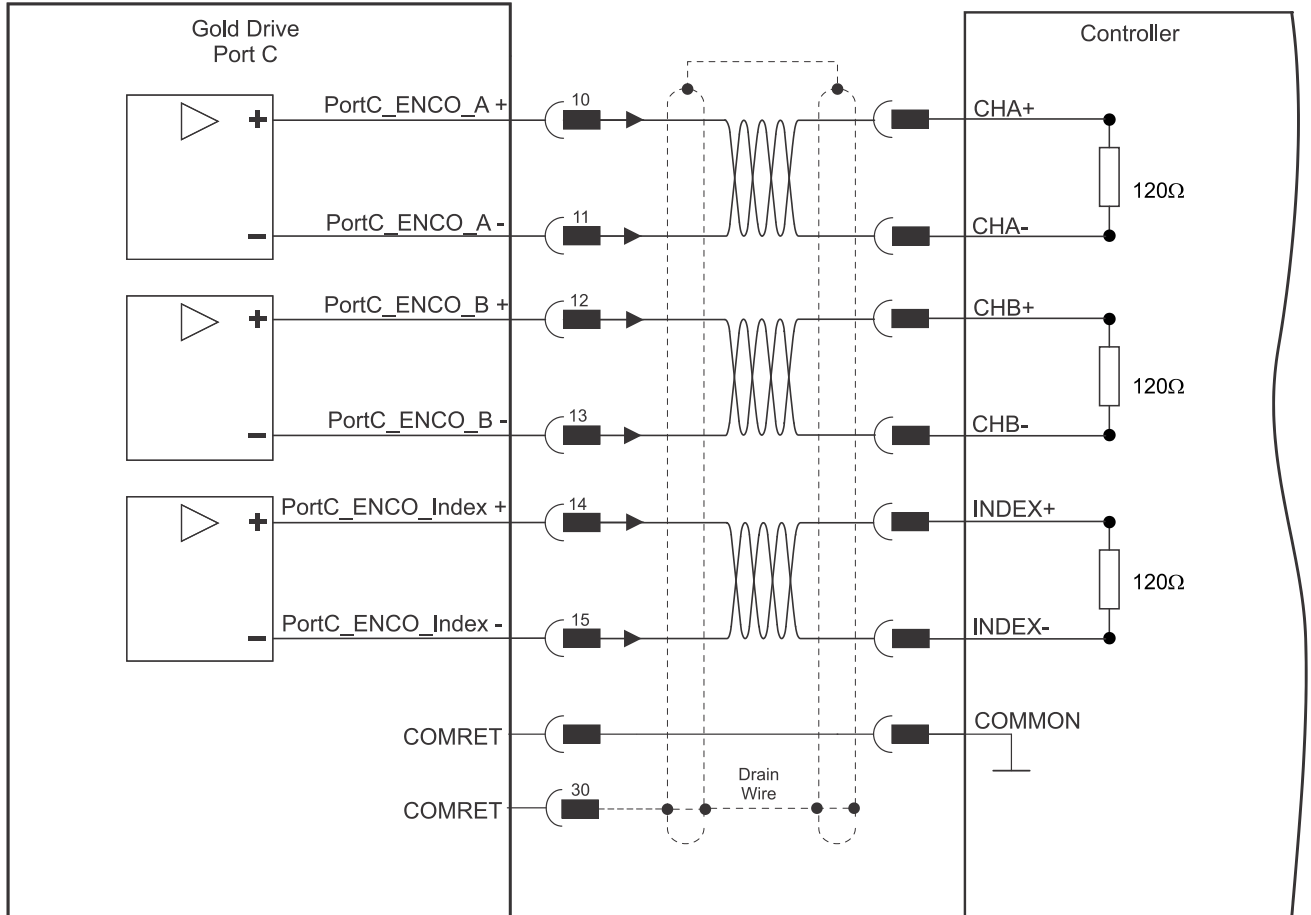 Gold Drive
Port C
Controller
PortC_ENCO_A +
10
CHA+
120Ω
PortC_ENCO_A -
11
CHA-
PortC_ENCO_B +
12
CHB+
120Ω
PortC_ENCO_B -
13
CHB-
PortC_ENCO_Index +
14
INDEX+
120Ω
PortC_ENCO_Index -
15
INDEX-
COMRET
COMMON
COMRET
30
Drain
Wire